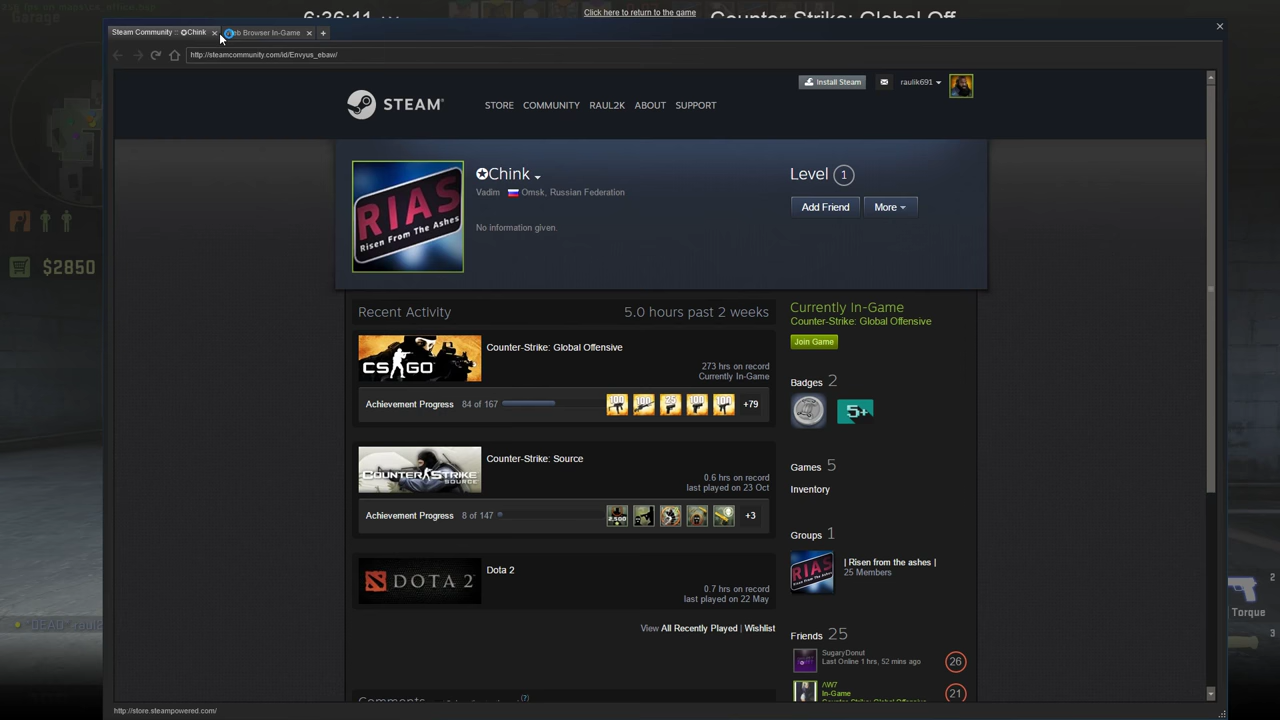 Click here to return to the game
Steam Community :: ✪Chink
Web Browser In-Game
http://steamcommunity.com/id/Envyus_ebaw/
Install Steam
raulik691
STEAM
STORE COMMUNITY RAUL2K ABOUT SUPPORT
RIAS
Risen From The Ashes
✪Chink
Vadim Omsk, Russian Federation
No information given.
Level 1
Add Friend More
$2850
Recent Activity 5.0 hours past 2 weeks
CS GO
Counter-Strike: Global Offensive
273 hrs on record
Currently In-Game
Achievement Progress 84 of 167 +79
COUNTER STRIKE SOURCE
Counter-Strike: Source
0.6 hrs on record
last played on 23 Oct
Achievement Progress 8 of 147 +3
DOTA 2
Dota 2
0.7 hrs on record
last played on 22 May
View All Recently Played | Wishlist
Currently In-Game
Counter-Strike: Global Offensive
Join Game
Badges 2
5+
Games 5
Inventory
Groups 1
| Risen from the ashes |
25 Members
Friends 25
SugaryDonut
Last Online 1 hrs, 52 mins ago
26
ΛW7
In-Game
21
Comments
(?)
Torque
2
3
http://store.steampowered.com/